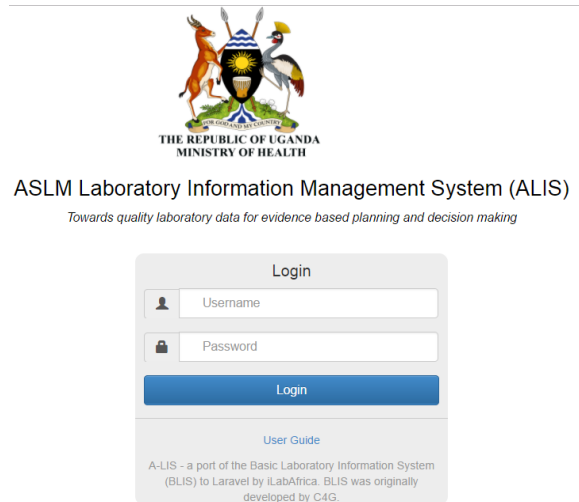 FOR GOD AND MY COUNTRY
THE REPUBLIC OF UGANDA
MINISTRY OF HEALTH
ASLM Laboratory Information Management System (ALIS)
Towards quality laboratory data for evidence based planning and decision making
Login
Username
Password
Login
User Guide
A-LIS - a port of the Basic Laboratory Information System
(BLIS) to Laravel by iLabAfrica. BLIS was originally
developed by C4G.